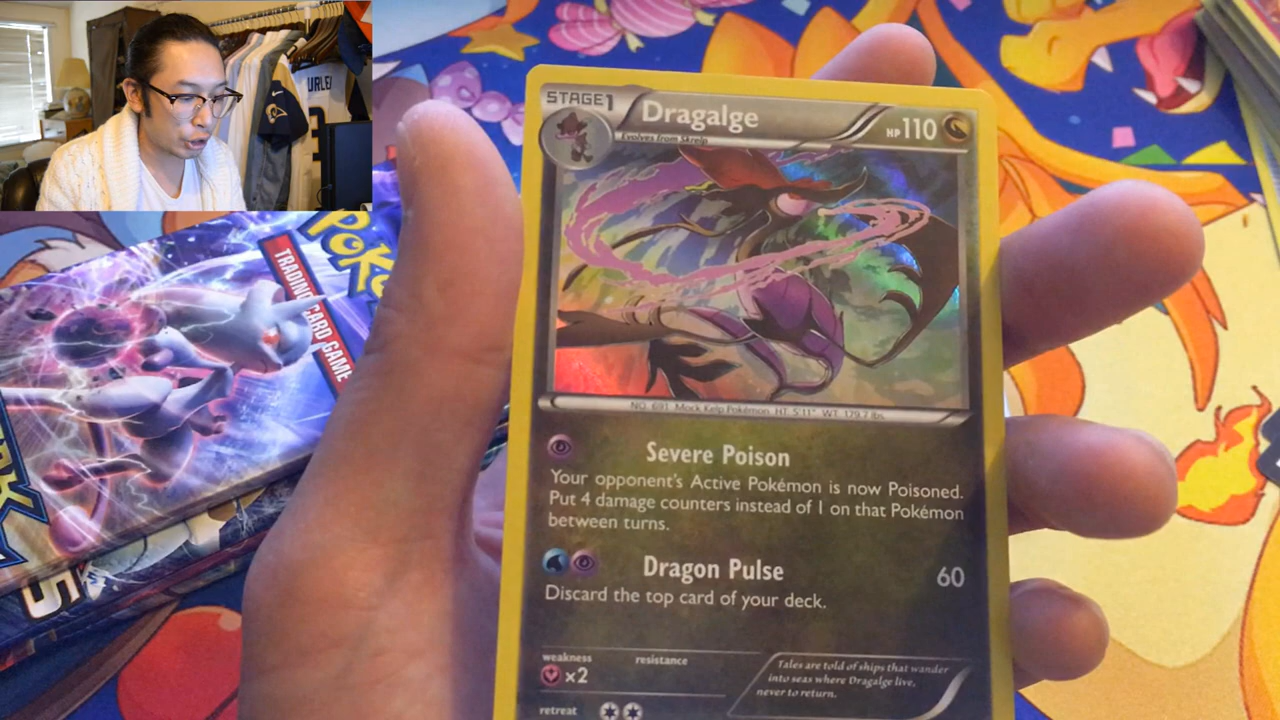 URLEY
POKé
TRADING CARD GAME
STAGE1
Dragalge
HP110
Evolves from Skrelp
NO. 691 Mock Kelp Pokémon HT: 5'11" WT: 179.7 lbs.
Severe Poison
Your opponent's Active Pokémon is now Poisoned.
Put 4 damage counters instead of 1 on that Pokémon
between turns.
Dragon Pulse 60
Discard the top card of your deck.
weakness resistance
×2
Tales are told of ships that wander
into seas where Dragalge live,
never to return.
retreat